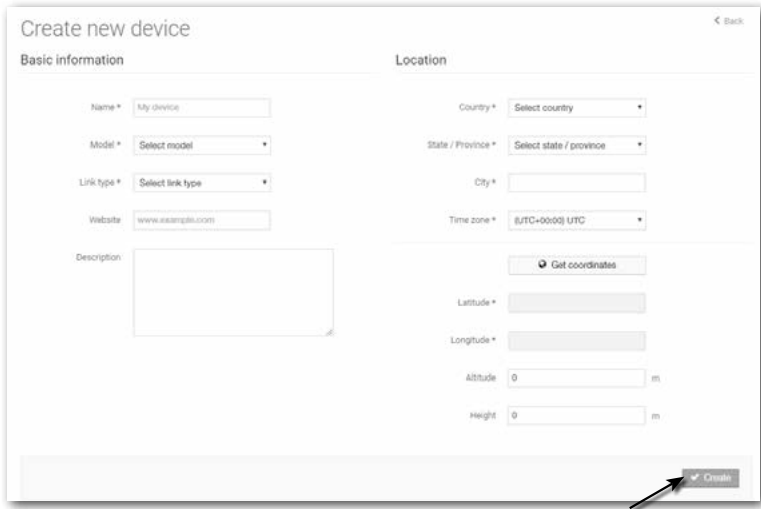 Create new device
Back
Basic information
Name *
My device
Model *
Select model
Link type *
Select link type
Website
www.example.com
Description
Location
Country *
Select country
State / Province *
Select state / province
City *
Time zone *
(UTC+00:00) UTC
Get coordinates
Latitude *
Longitude *
Altitude
0
m
Height
0
m
Create